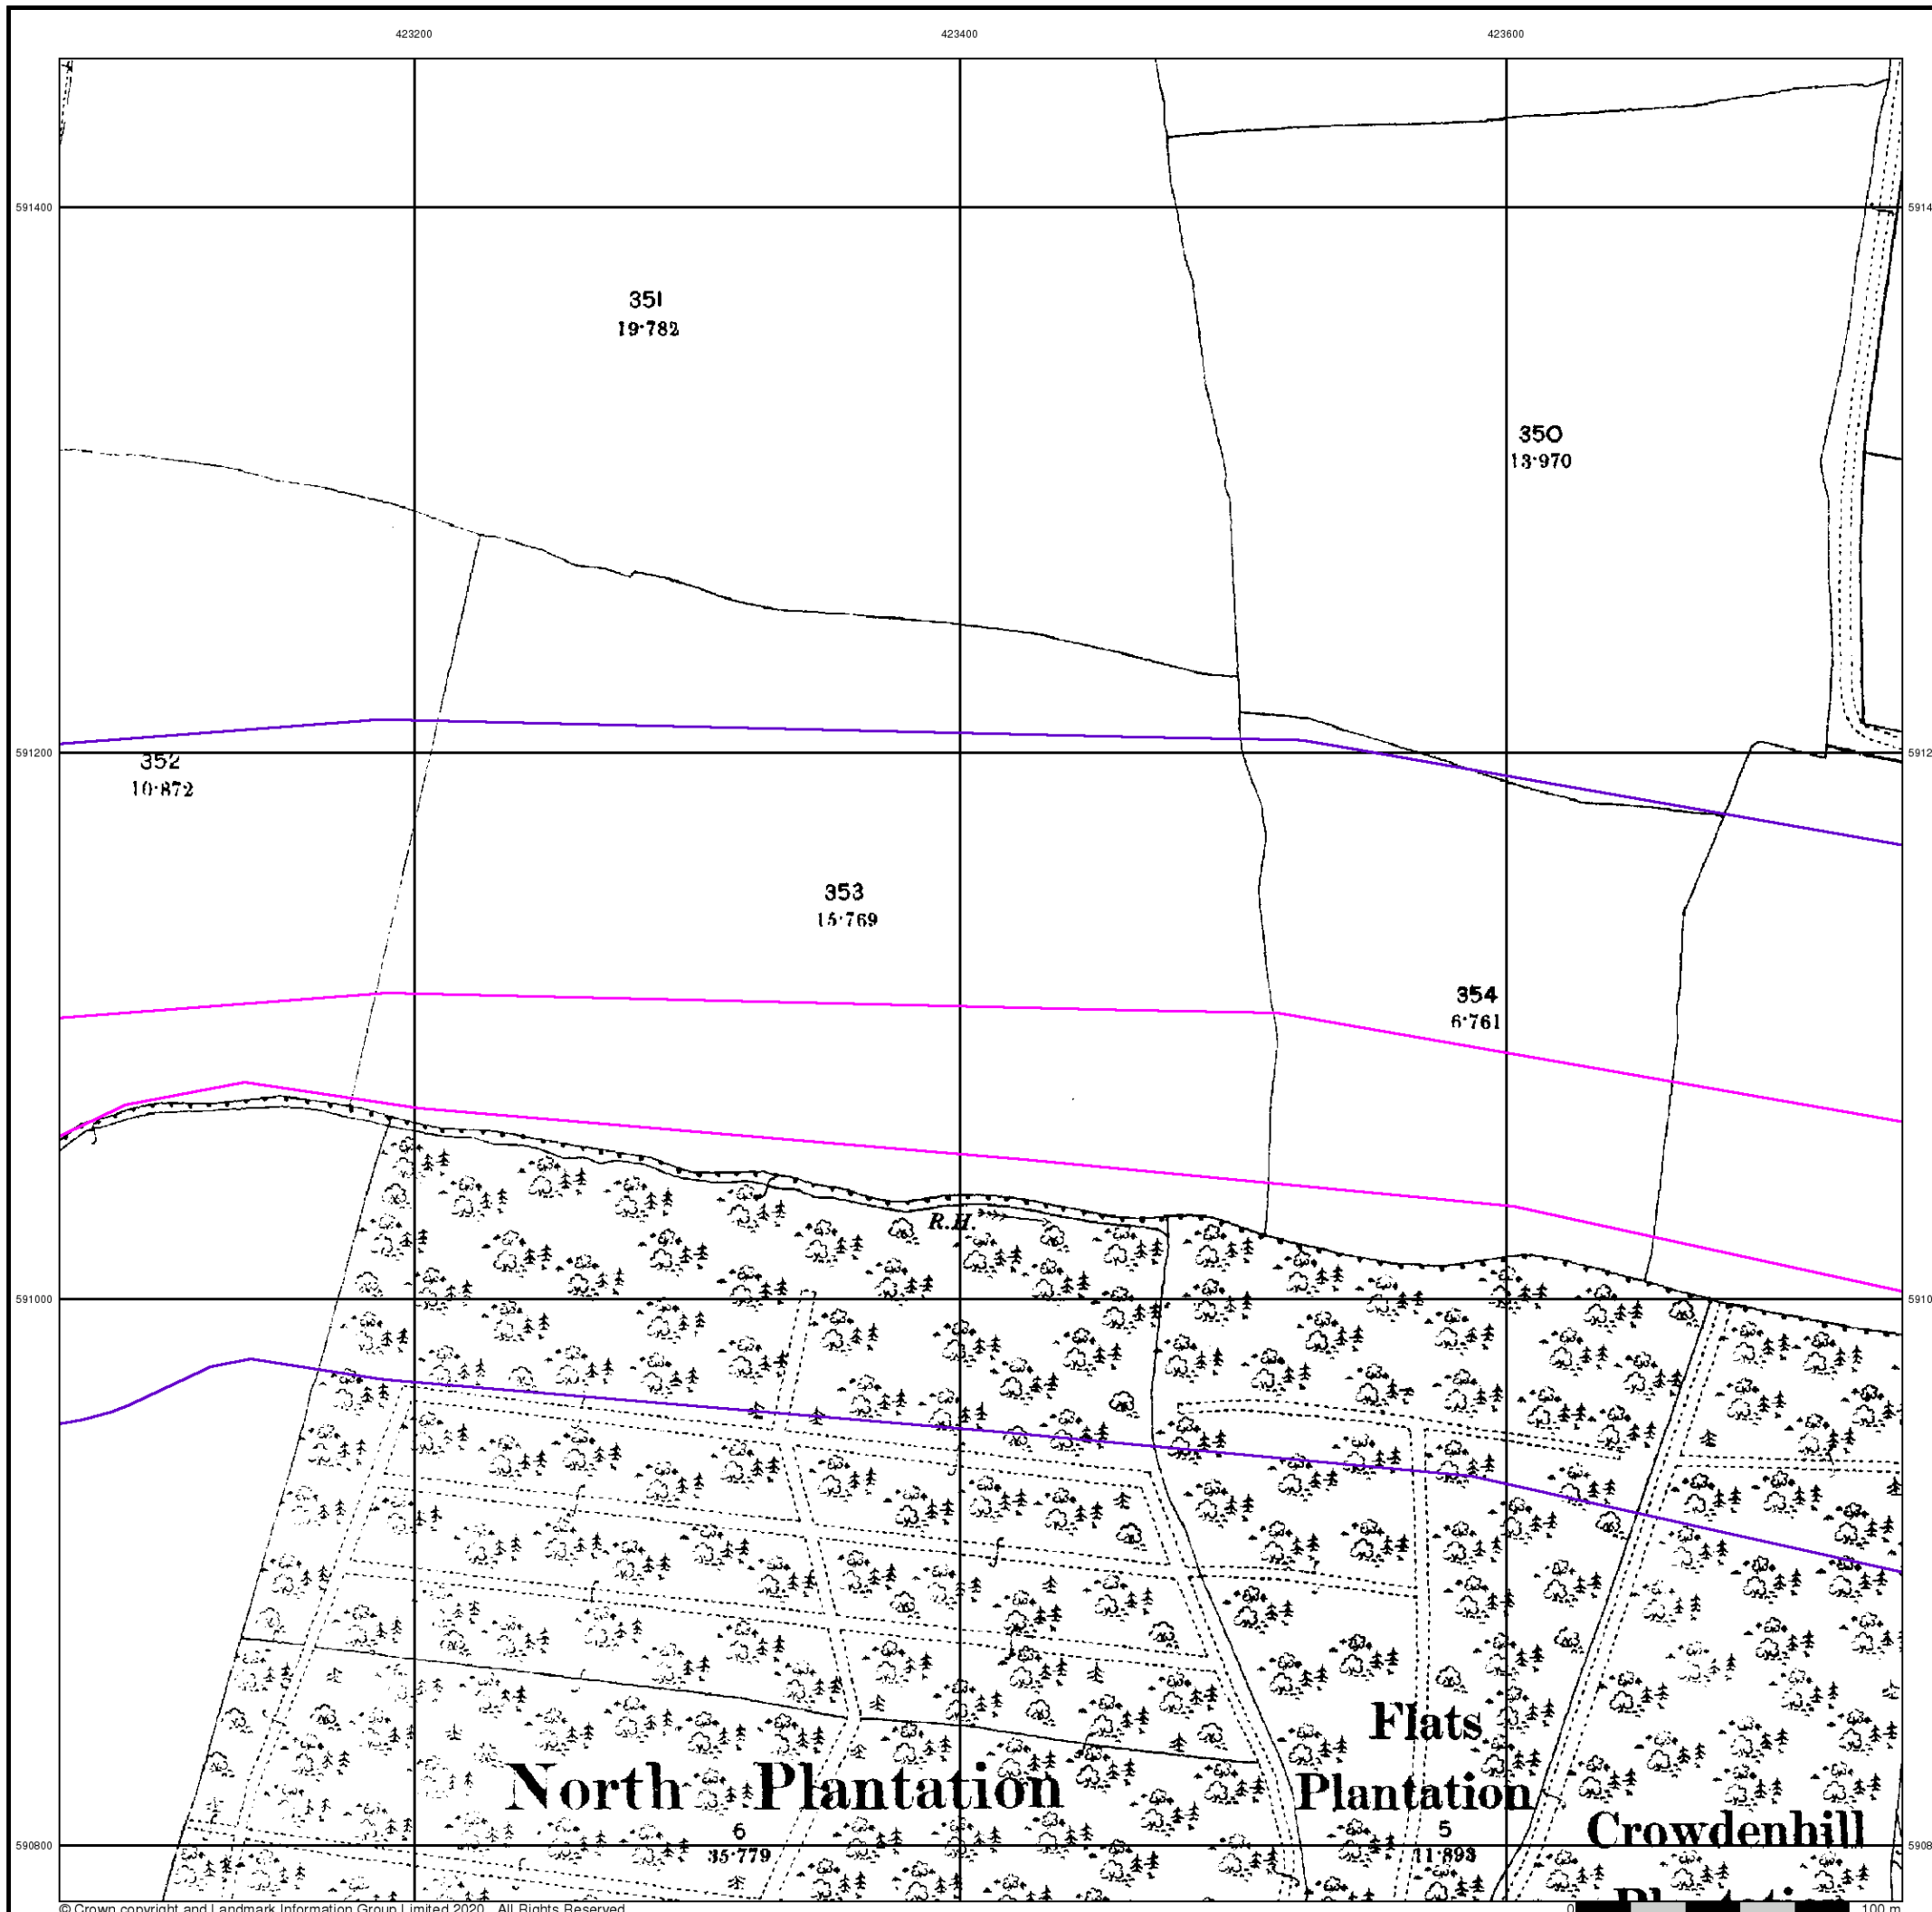 423200 423400 423600
591400
351
19·782
350
13·970
591200
352
10·872
353
15·769
354
6·761
R.H.
591000
Flats
North Plantation
Plantation
6
35·779
5
11·893
Crowdenhill
590800
© Crown copyright and Landmark Information Group Limited 2020. All Rights Reserved.
0 100 m